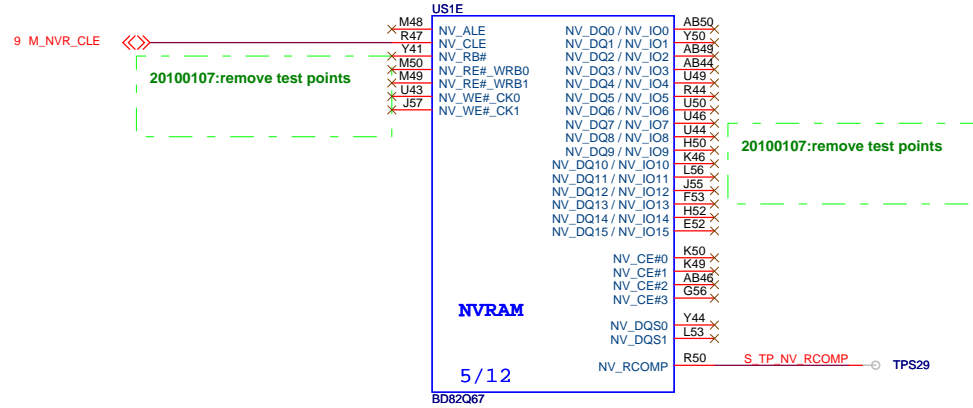 US1E
M48 NV_ALE
9 M_NVR_CLE R47 NV_CLE
Y41 NV_RB#
M50 NV_RE#_WRB0
M49 NV_RE#_WRB1
U43 NV_WE#_CK0
J57 NV_WE#_CK1
20100107:remove test points
NV_DQ0 / NV_IO0 AB50
NV_DQ1 / NV_IO1 Y50
NV_DQ2 / NV_IO2 AB49
NV_DQ3 / NV_IO3 AB44
NV_DQ4 / NV_IO4 U49
NV_DQ5 / NV_IO5 R44
NV_DQ6 / NV_IO6 U50
NV_DQ7 / NV_IO7 U46
NV_DQ8 / NV_IO8 U44
NV_DQ9 / NV_IO9 H50
NV_DQ10 / NV_IO10 K46
NV_DQ11 / NV_IO11 L56
NV_DQ12 / NV_IO12 J55
NV_DQ13 / NV_IO13 F53
NV_DQ14 / NV_IO14 H52
NV_DQ15 / NV_IO15 E52
20100107:remove test points
NV_CE#0 K50
NV_CE#1 K49
NV_CE#2 AB46
NV_CE#3 G56
NVRAM
NV_DQS0 Y44
NV_DQS1 L53
NV_RCOMP R50 S_TP_NV_RCOMP TPS29
5/12
BD82Q67